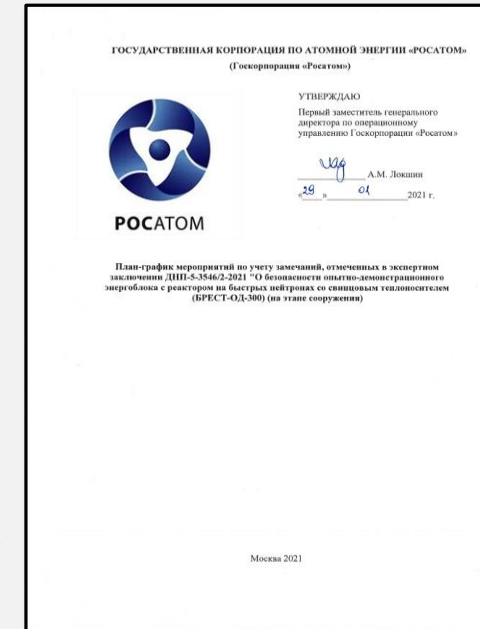 ГОСУДАРСТВЕННАЯ КОРПОРАЦИЯ ПО АТОМНОЙ ЭНЕРГИИ «РОСАТОМ»
(Госкорпорация «Росатом»)
УТВЕРЖДАЮ
Первый заместитель генерального
директора по операционному
управлению Госкорпорации «Росатом»
А.М. Локшин
«29» 01 2021 г.
РОСАТОМ
План-график мероприятий по учету замечаний, отмеченных в экспертном
заключении ДНП-5-3546/2-2021 "О безопасности опытно-демонстрационного
энергоблока с реактором на быстрых нейтронах со свинцовым теплоносителем
(БРЕСТ-ОД-300) (на этапе сооружения)
Москва 2021